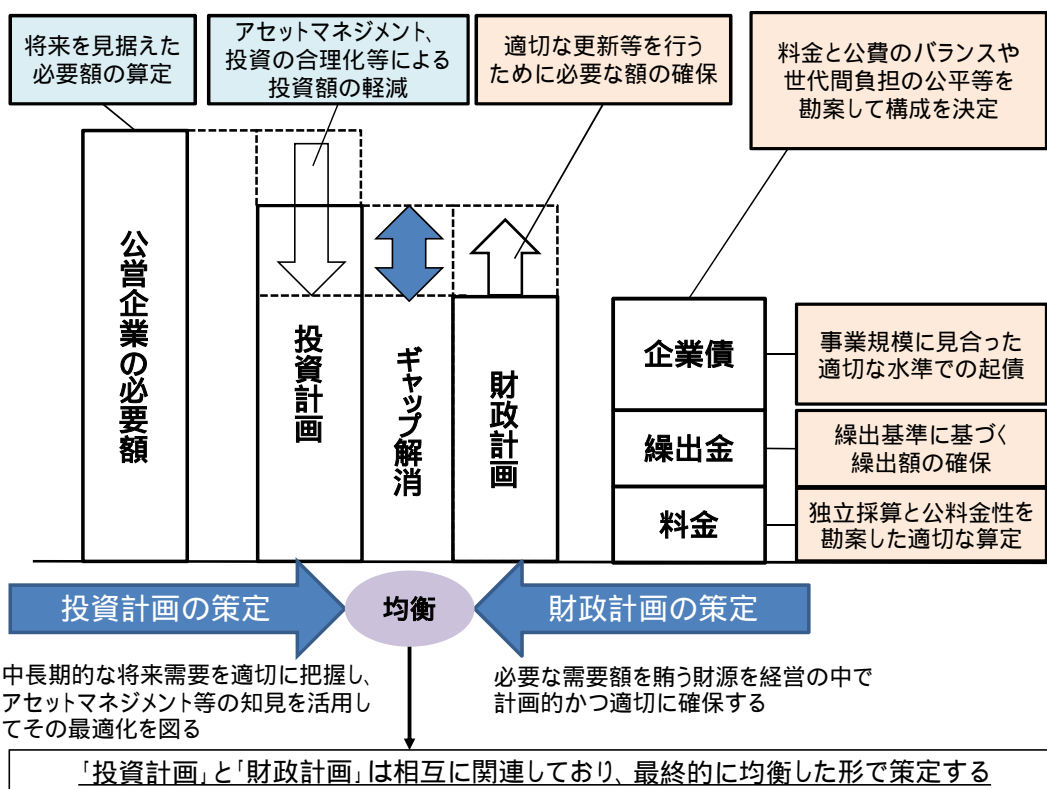 将来を見据えた
必要額の算定
アセットマネジメント、
投資の合理化等による
投資額の軽減
適切な更新等を行う
ために必要な額の確保
料金と公費のバランスや
世代間負担の公平等を
勘案して構成を決定
公営企業の必要額
投資計画
ギャップ解消
財政計画
企業債
事業規模に見合った
適切な水準での起債
繰出金
繰出基準に基づく
繰出額の確保
料金
独立採算と公料金性を
勘案した適切な算定
投資計画の策定
均衡
財政計画の策定
中長期的な将来需要を適切に把握し、
アセットマネジメント等の知見を活用し
てその最適化を図る
必要な需要額を賄う財源を経営の中で
計画的かつ適切に確保する
「投資計画」と「財政計画」は相互に関連しており、最終的に均衡した形で策定する